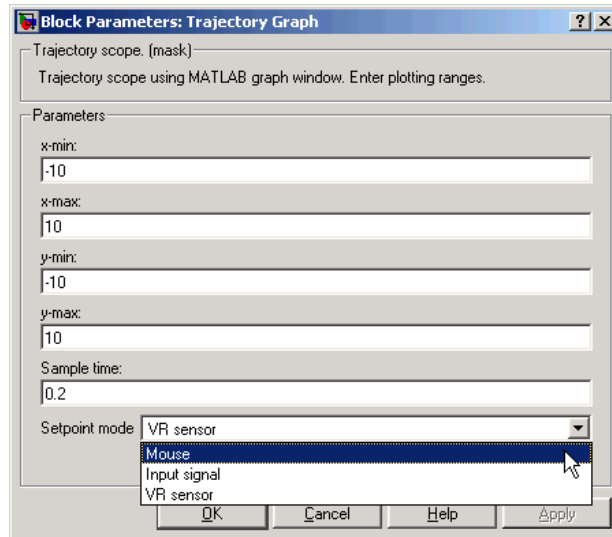 Block Parameters: Trajectory Graph
Trajectory scope. (mask)
Trajectory scope using MATLAB graph window. Enter plotting ranges.
Parameters
x-min:
-10
x-max:
10
y-min:
-10
y-max:
10
Sample time:
0.2
Setpoint mode VR sensor
Mouse
Input signal
VR sensor
OK Cancel Help Apply